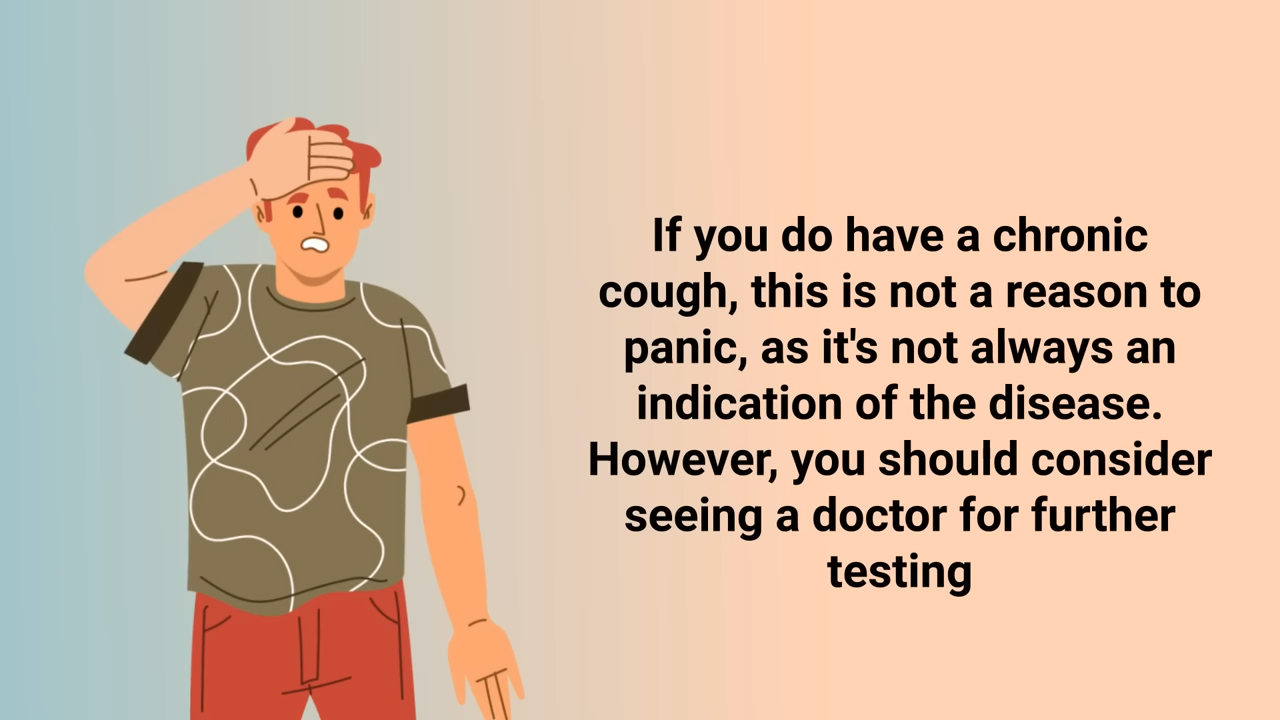 If you do have a chronic
cough, this is not a reason to
panic, as it's not always an
indication of the disease.
However, you should consider
seeing a doctor for further
testing